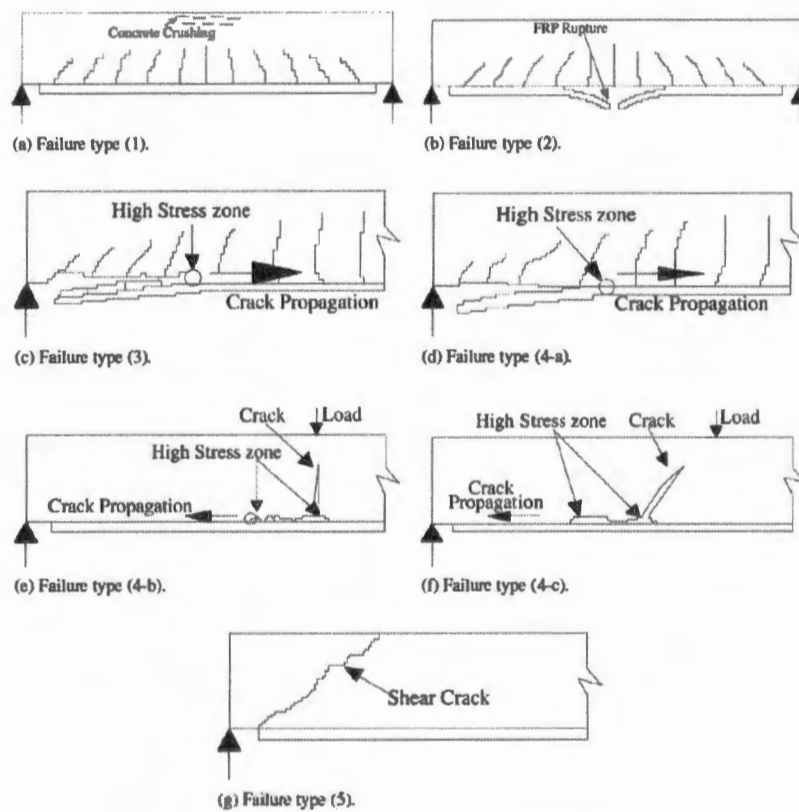 Concrete Crushing
(a) Failure type (1).
FRP Rupture
(b) Failure type (2).
High Stress zone
Crack Propagation
(c) Failure type (3).
High Stress zone
Crack Propagation
(d) Failure type (4-a).
Crack
Load
High Stress zone
Crack Propagation
(e) Failure type (4-b).
High Stress zone
Crack
Load
Crack
Propagation
(f) Failure type (4-c).
Shear Crack
(g) Failure type (5).